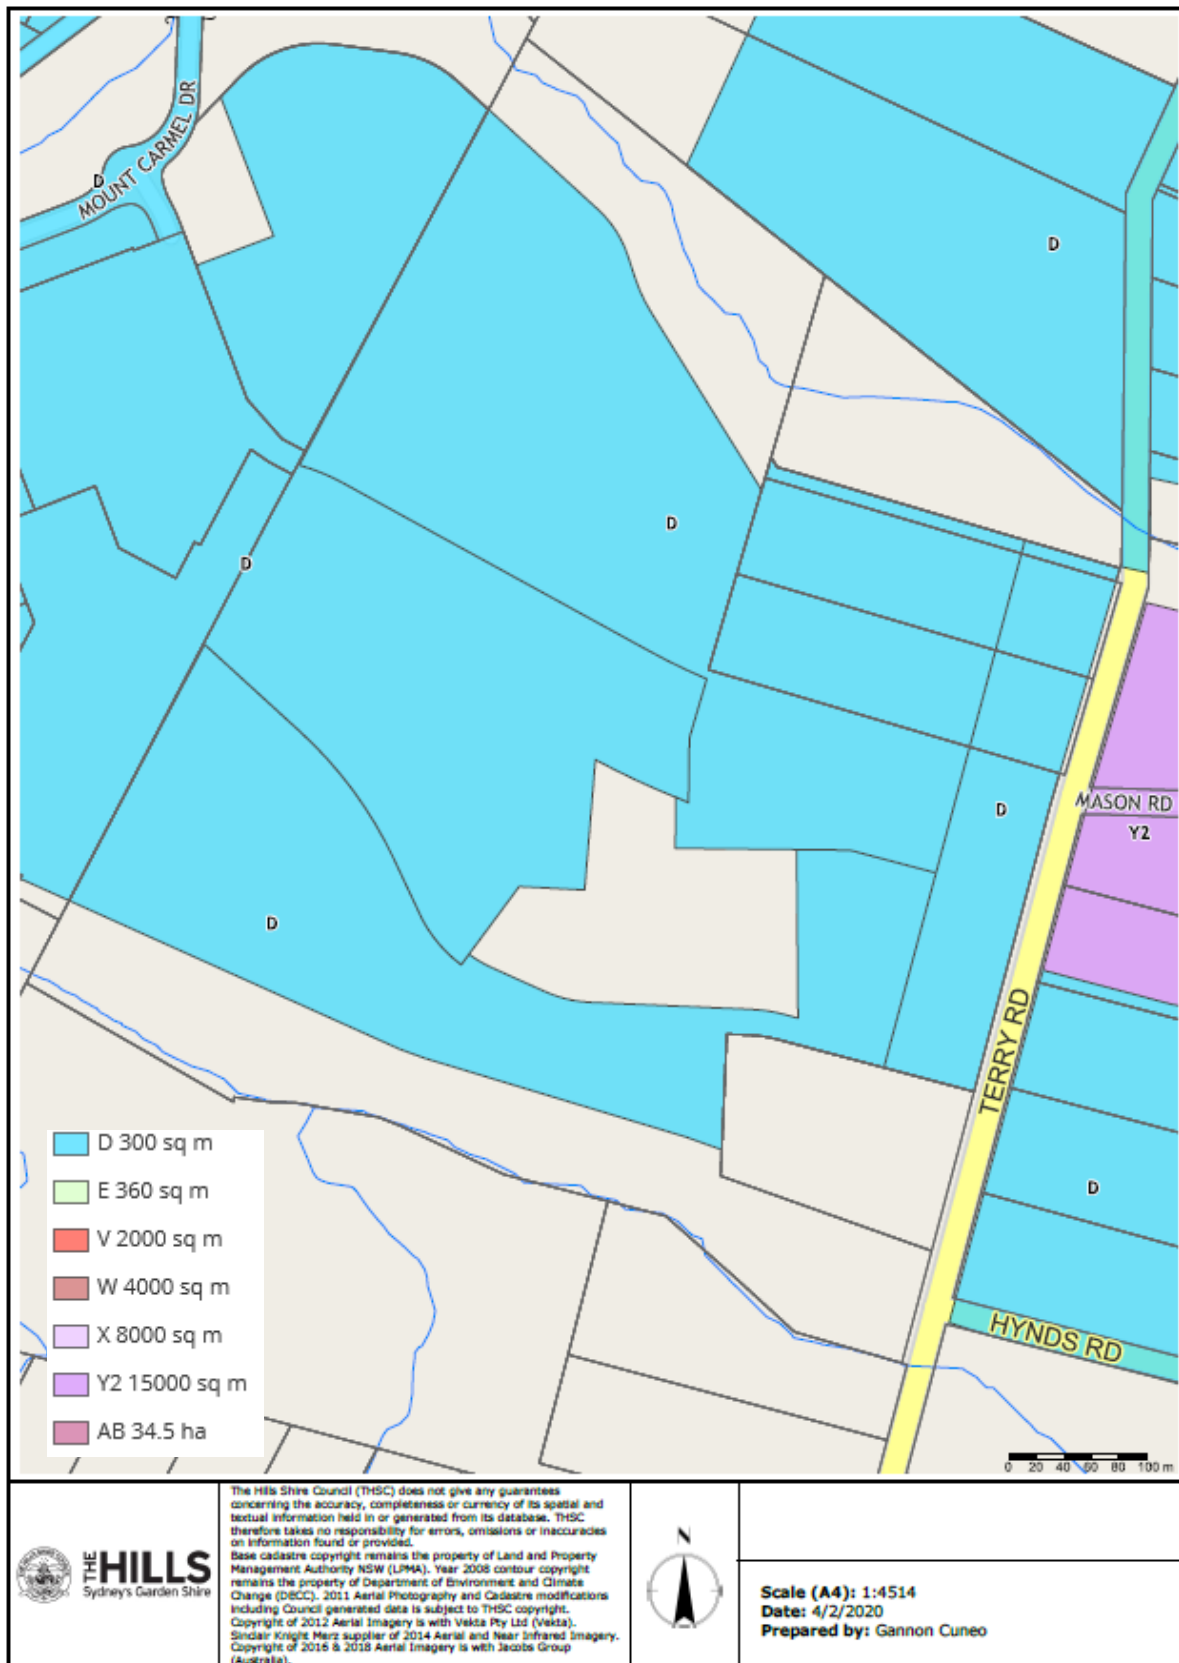 MOUNT CARMEL DR
D
D
D
D
D
D
MASON RD
Y2
TERRY RD
D
HYNDS RD
D 300 sq m
E 360 sq m
V 2000 sq m
W 4000 sq m
X 8000 sq m
Y2 15000 sq m
AB 34.5 ha
0 20 40 60 80 100 m
THE HILLS
Sydney's Garden Shire
The Hills Shire Council (THSC) does not give any guarantees
concerning the accuracy, completeness or currency of its spatial and
textual information held in or generated from its database. THSC
therefore takes no responsibility for errors, omissions or inaccuracies
on information found or provided.
Base cadastre copyright remains the property of Land and Property
Management Authority NSW (LPMA). Year 2008 contour copyright
remains the property of Department of Environment and Climate
Change (DECC). 2011 Aerial Photography and Cadastre modifications
including Council generated data is subject to THSC copyright.
Copyright of 2012 Aerial Imagery is with Vekta Pty Ltd (Vekta).
Sinclair Knight Merz supplier of 2014 Aerial and Near Infrared Imagery.
Copyright of 2016 & 2018 Aerial Imagery is with Jacobs Group
(Australia).
N
Scale (A4): 1:4514
Date: 4/2/2020
Prepared by: Gannon Cuneo